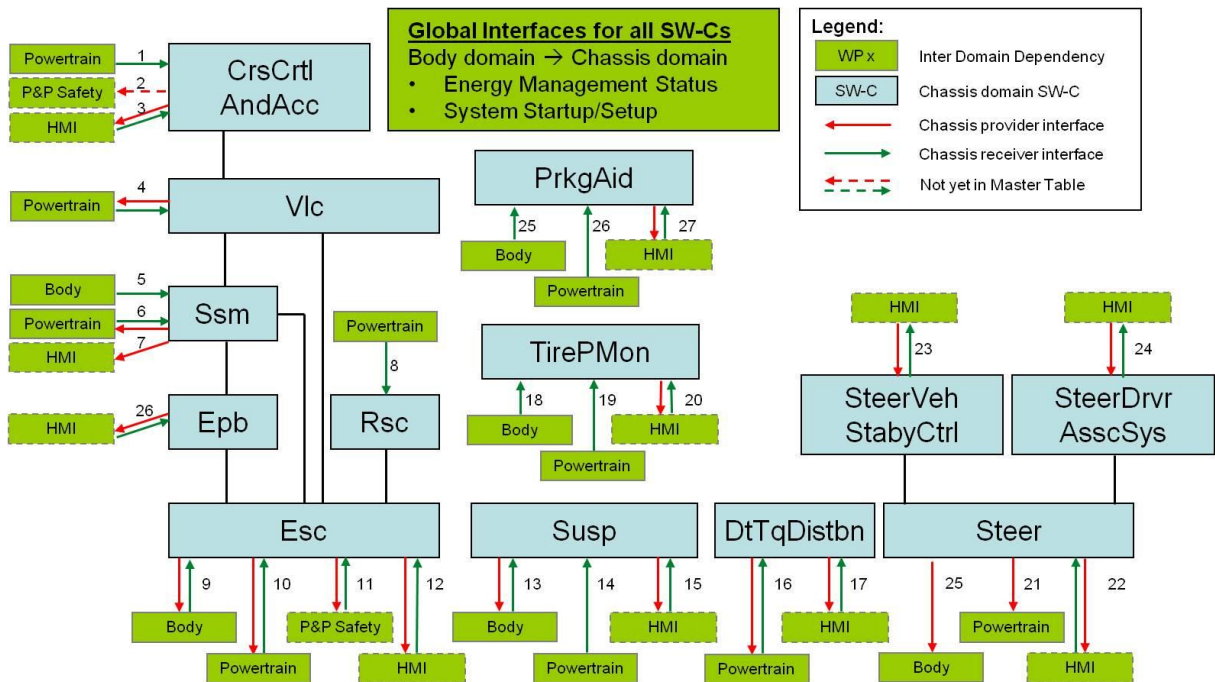 Global Interfaces for all SW-Cs
Body domain → Chassis domain
• Energy Management Status
• System Startup/Setup
Legend:
WP x
Inter Domain Dependency
SW-C
Chassis domain SW-C
Chassis provider interface
Chassis receiver interface
Not yet in Master Table
Powertrain
1
P&P Safety
2
HMI
3
CrsCrtl
AndAcc
Powertrain
4
Vlc
Body
5
Powertrain
6
HMI
7
Ssm
HMI
26
Epb
Powertrain
8
Rsc
PrkgAid
25
26
27
Body
HMI
Powertrain
TirePMon
18
19
20
Body
HMI
Powertrain
HMI
23
SteerVeh
StabyCtrl
HMI
24
SteerDrvr
AsscSys
Esc
9
10
11
12
Body
P&P Safety
Powertrain
HMI
Susp
13
14
15
Body
HMI
Powertrain
DtTqDistbn
16
17
HMI
Powertrain
Steer
25
21
22
Powertrain
Body
HMI